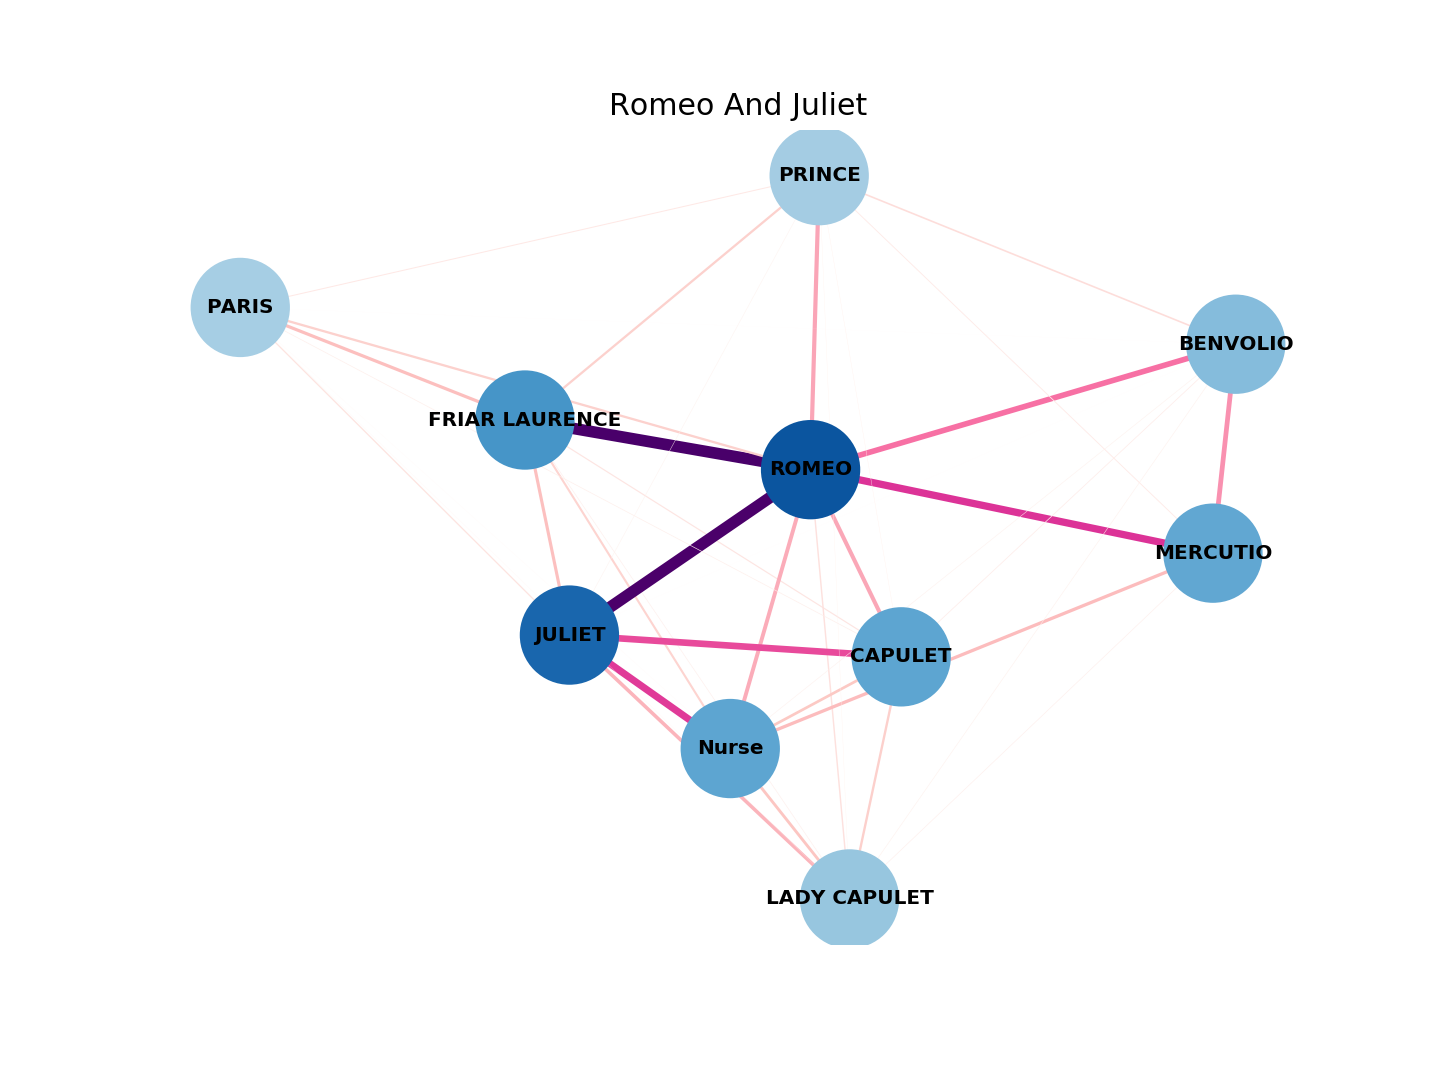 Romeo And Juliet
PRINCE
PARIS
BENVOLIO
FRIAR LAURENCE
ROMEO
MERCUTIO
JULIET
CAPULET
Nurse
LADY CAPULET